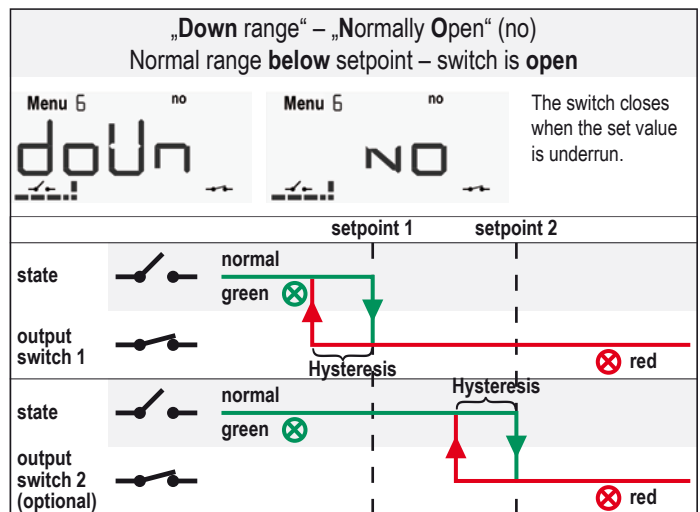 „Down range“ – „Normally Open“ (no)
Normal range below setpoint – switch is open
Menu 6 no
doUn
Menu 6 no
NO
The switch closes
when the set value
is underrun.
setpoint 1 setpoint 2
state
normal
green
output
switch 1
Hysteresis
red
Hysteresis
state
normal
green
output
switch 2
(optional)
red